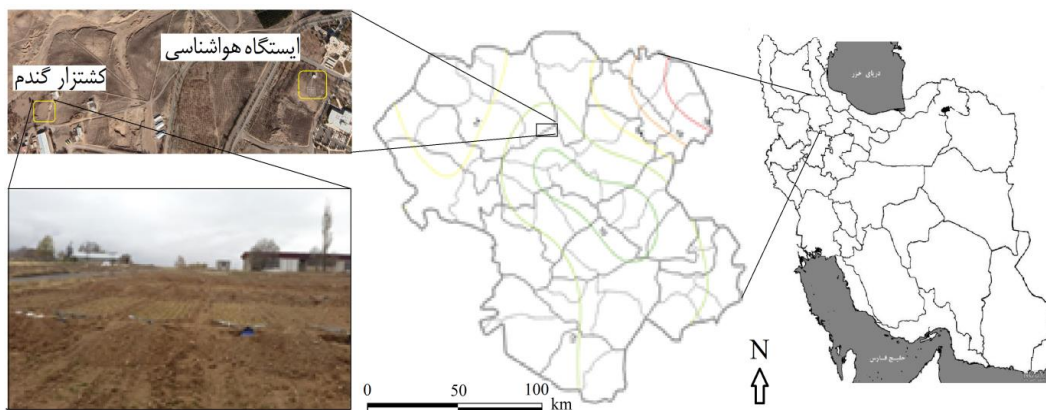 ایستگاه هواشناسی
کشتزار گندم
دریای خزر
خلیج فارس
N
0 50 100
km